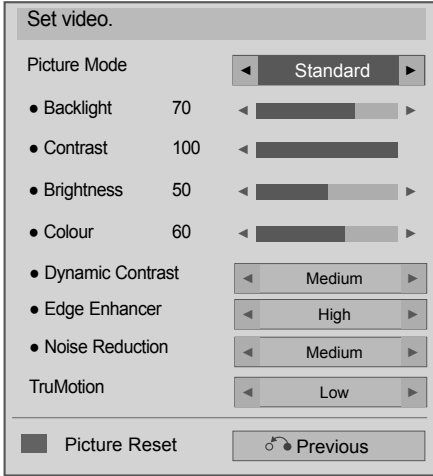 Set video.
Picture Mode ◄ Standard ►
● Backlight 70 ◄ ►
● Contrast 100 ◄
● Brightness 50 ◄ ►
● Colour 60 ◄ ►
● Dynamic Contrast ◄ Medium ►
● Edge Enhancer ◄ High ►
● Noise Reduction ◄ Medium ►
TruMotion ◄ Low ►
Picture Reset Previous